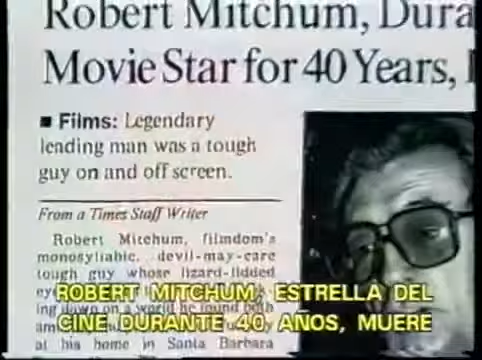 Robert Mitchum, Dura
Movie Star for 40 Years,
■ Films: Legendary
leading man was a tough
guy on and off screen.
From a Times Staff Writer
Robert Mitchum, filmdom's
monosyllabic, devil-may-care
tough guy whose lizard-lidded
ROBERT MITCHUM, ESTRELLA DEL
CINE DURANTE 40 AÑOS, MUERE
at his home in Santa Barbara